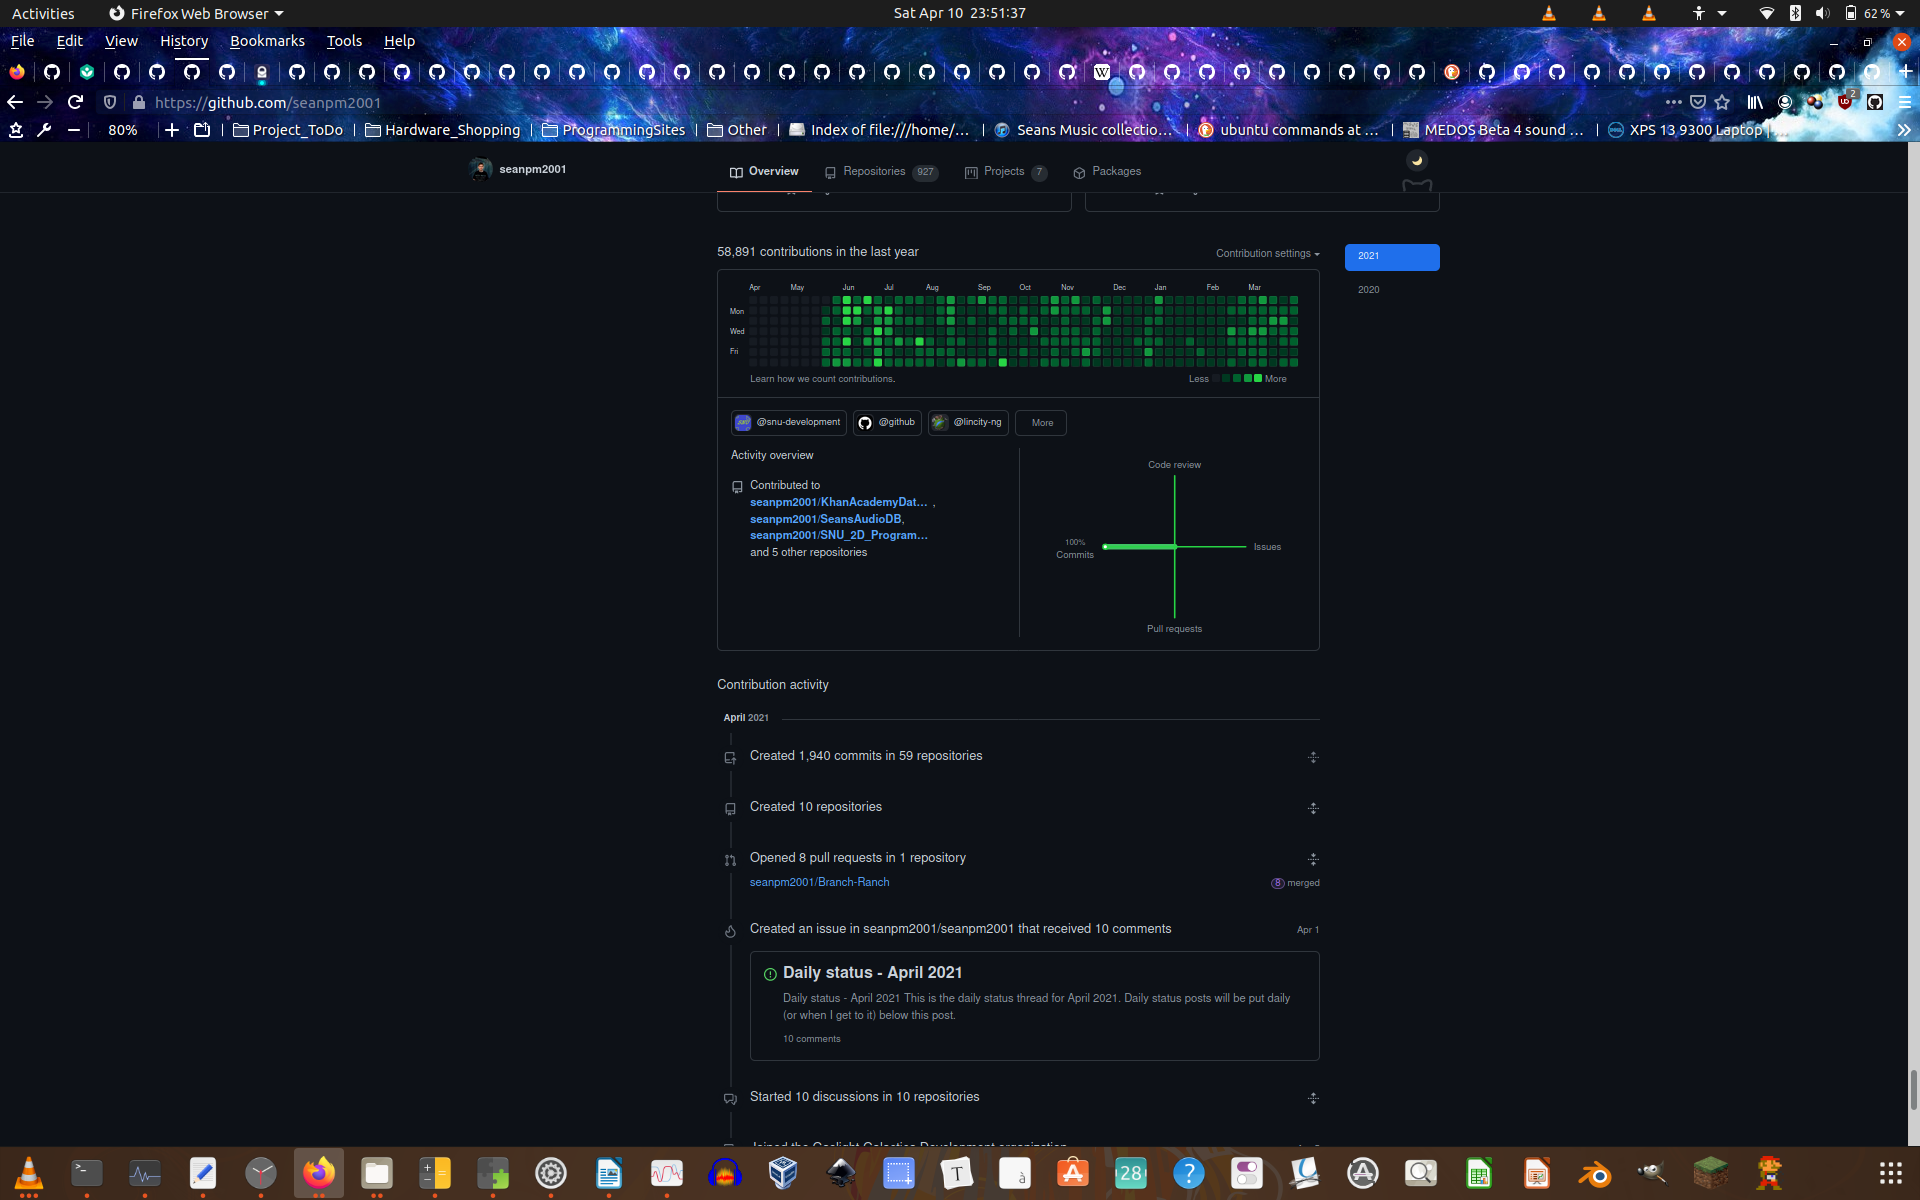 Activities Firefox Web Browser Sat Apr 10 23:51:37 62 %
File Edit View History Bookmarks Tools Help
https://github.com/seanpm2001 2
80% Project_ToDo Hardware_Shopping ProgrammingSites Other Index of file:///home/... Seans Music collectio... ubuntu commands at ... MEDOS Beta 4 sound ... XPS 13 9300 Laptop |...
seanpm2001 Overview Repositories 927 Projects 7 Packages
58,891 contributions in the last year Contribution settings 2021
2020
Apr May Jun Jul Aug Sep Oct Nov Dec Jan Feb Mar
Mon
Wed
Fri
Learn how we count contributions. Less More
@snu-development @github @lincity-ng More
Activity overview
Contributed to
seanpm2001/KhanAcademyDat... ,
seanpm2001/SeansAudioDB,
seanpm2001/SNU_2D_Program...
and 5 other repositories
Code review
100%
Commits
Issues
Pull requests
Contribution activity
April 2021
Created 1,940 commits in 59 repositories
Created 10 repositories
Opened 8 pull requests in 1 repository
seanpm2001/Branch-Ranch 8 merged
Created an issue in seanpm2001/seanpm2001 that received 10 comments Apr 1
Daily status - April 2021
Daily status - April 2021 This is the daily status thread for April 2021. Daily status posts will be put daily
(or when I get to it) below this post.
10 comments
Started 10 discussions in 10 repositories
Joined the Gaslight Galactics Development organization